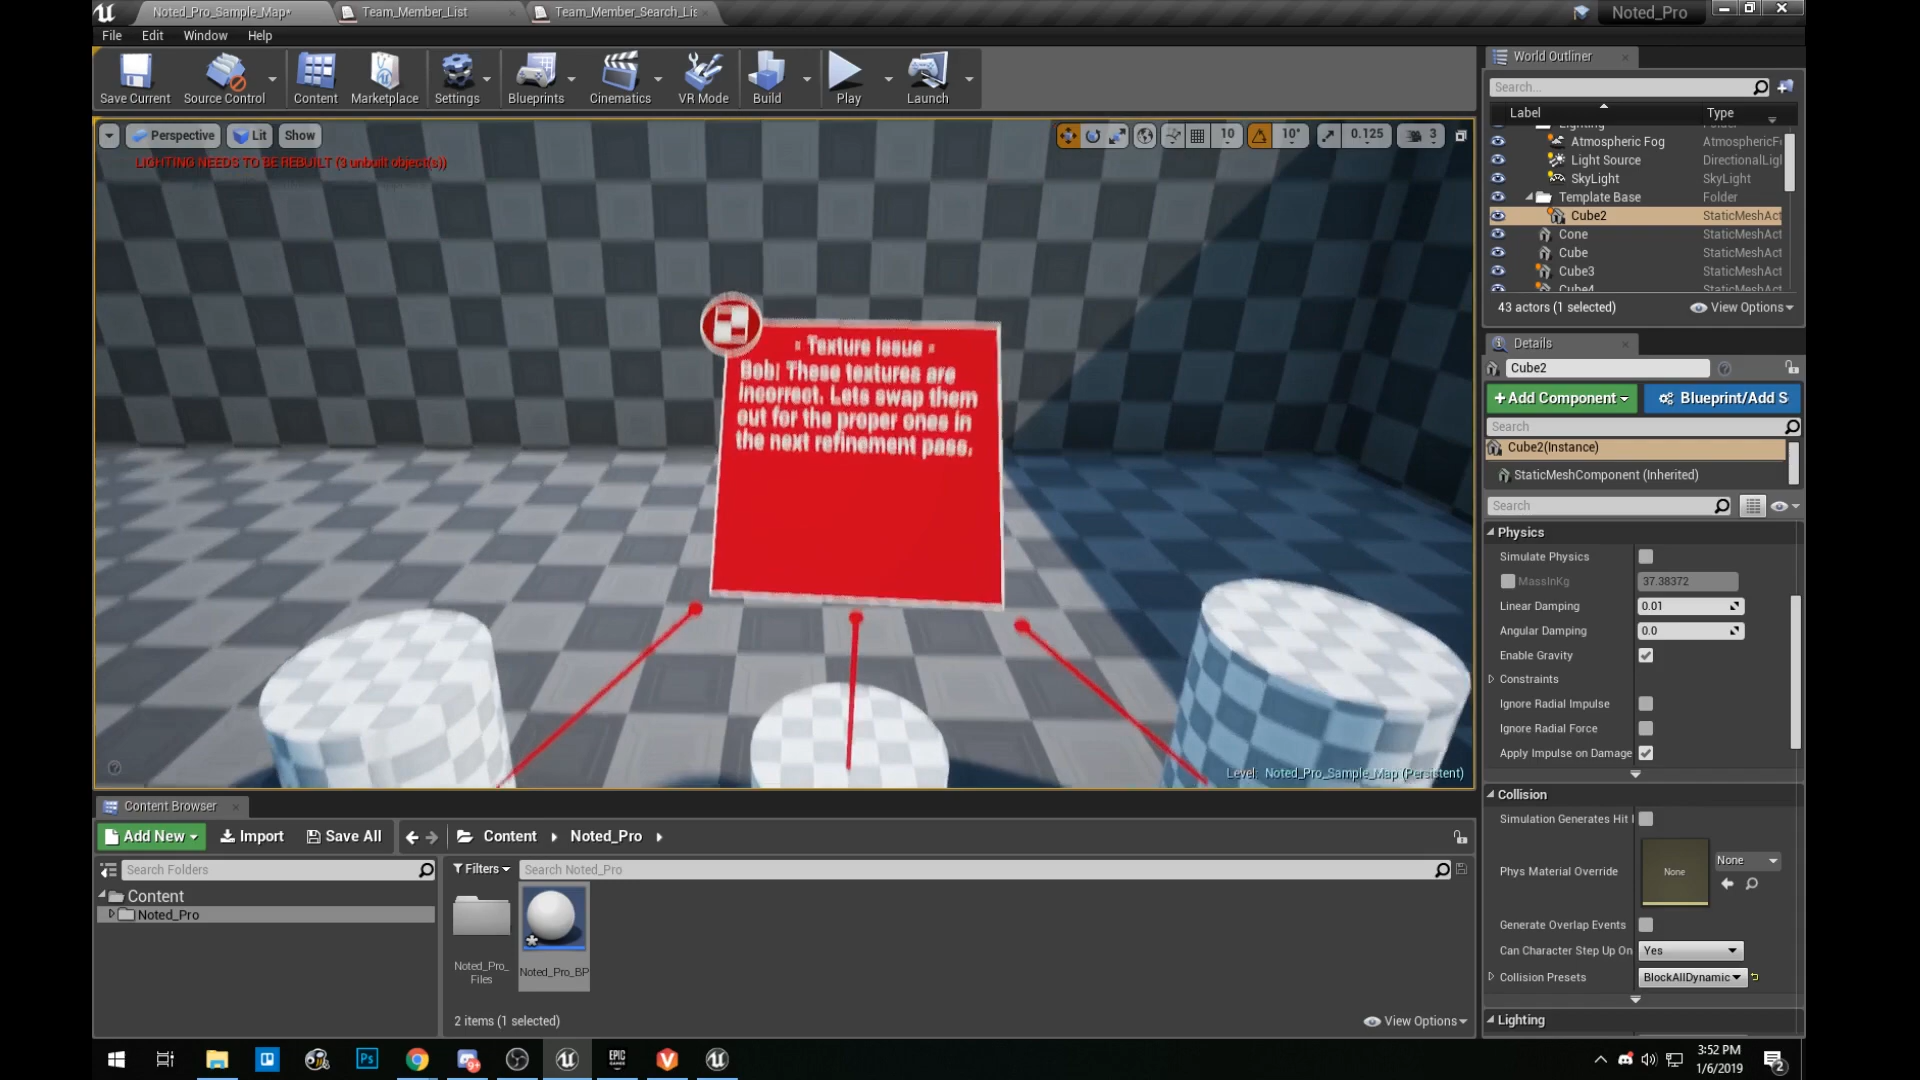 Noted_Pro_Sample_Map*
Team_Member_List
Team_Member_Search_Lis
Noted_Pro
File Edit Window Help
Save Current
Source Control
Content
Marketplace
Settings
Blueprints
Cinematics
VR Mode
Build
Play
Launch
Perspective
Lit
Show
10
10°
0.125
3
LIGHTING NEEDS TO BE REBUILT (3 unbuilt object(s))
- Texture Issue -
Bob: These textures are
incorrect. Lets swap them
out for the proper ones in
the next refinement pass.
Level: Noted_Pro_Sample_Map (Persistent)
World Outliner
Search...
Label Type
Lighting Folder
Atmospheric Fog AtmosphericF
Light Source DirectionalLigl
SkyLight SkyLight
Template Base Folder
Cube2 StaticMeshAct
Cone StaticMeshAct
Cube StaticMeshAct
Cube3 StaticMeshAct
Cube4 StaticMeshAct
43 actors (1 selected)
View Options
Details
Cube2
+Add Component
Blueprint/Add S
Search
Cube2(Instance)
StaticMeshComponent (Inherited)
Search
Physics
Simulate Physics
MassInKg 37.38372
Linear Damping 0.01
Angular Damping 0.0
Enable Gravity
Constraints
Ignore Radial Impulse
Ignore Radial Force
Apply Impulse on Damage
Collision
Simulation Generates Hit I
Phys Material Override None None
Generate Overlap Events
Can Character Step Up On Yes
Collision Presets BlockAllDynamic
Lighting
Content Browser
Add New
Import
Save All
Content
Noted_Pro
Search Folders
Filters
Search Noted_Pro
Content
Noted_Pro
Noted_Pro_
Files
Noted_Pro_BP
2 items (1 selected)
View Options
Ps
EPIC
GAMES
3:52 PM
1/6/2019
2